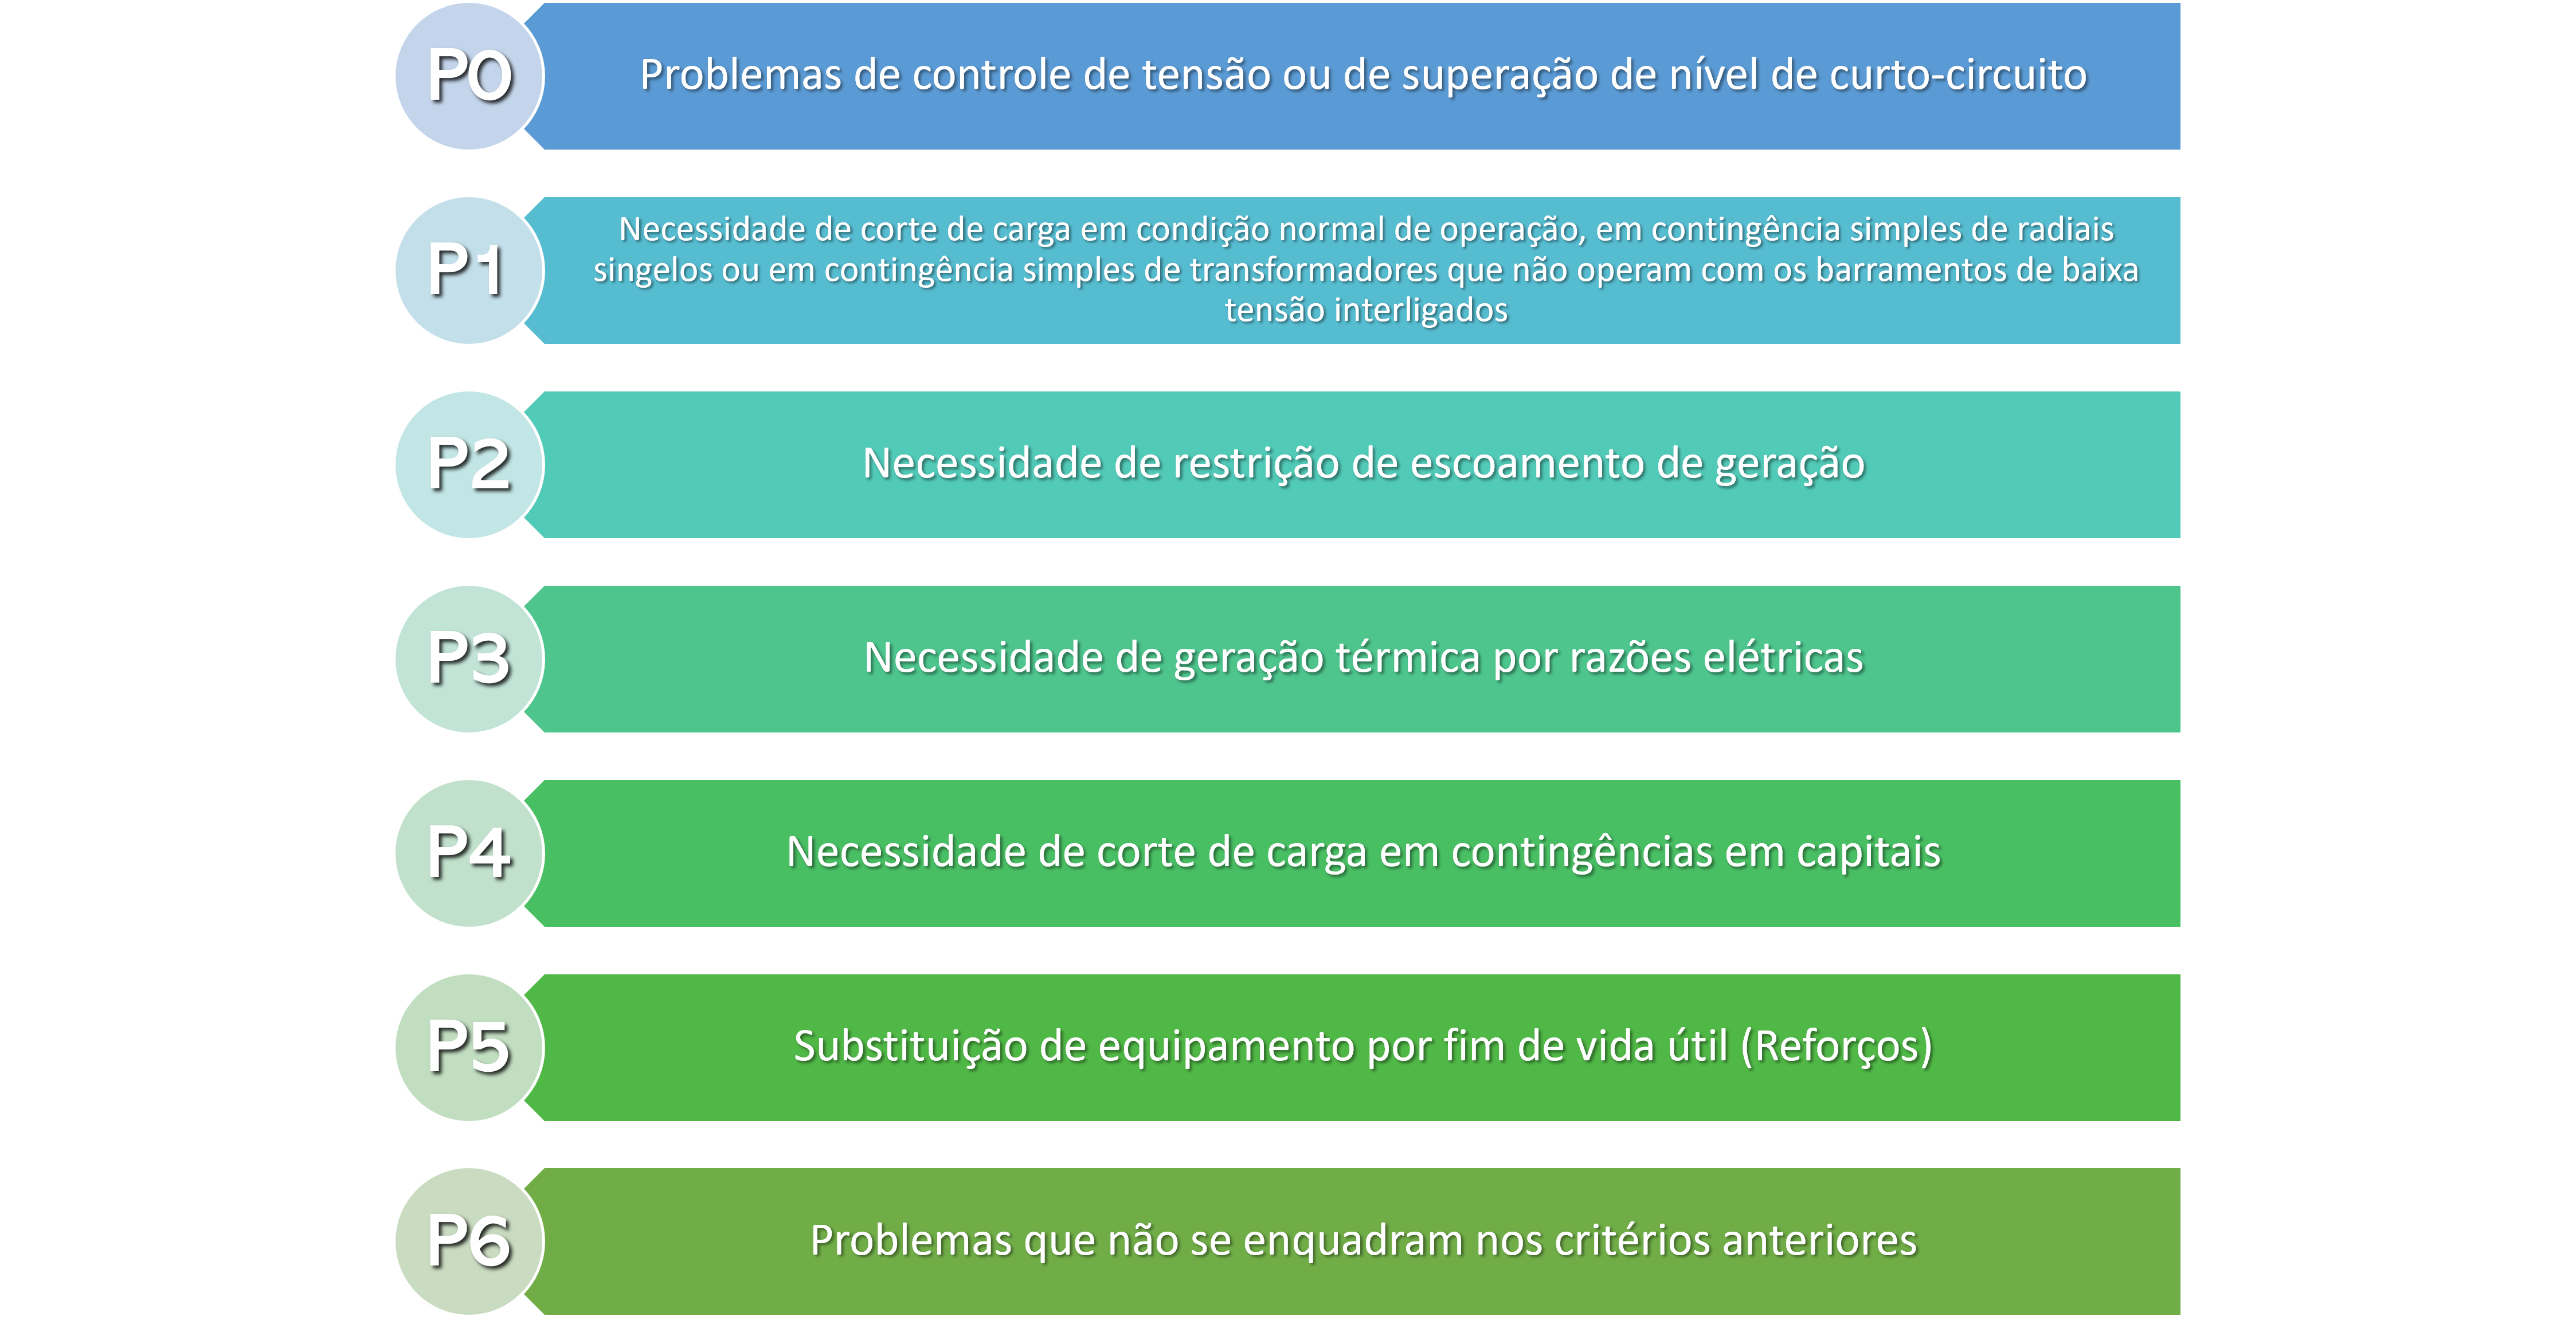 P0
Problemas de controle de tensão ou de superação de nível de curto-circuito
P1
Necessidade de corte de carga em condição normal de operação, em contingência simples de radiais
singelos ou em contingência simples de transformadores que não operam com os barramentos de baixa
tensão interligados
P2
Necessidade de restrição de escoamento de geração
P3
Necessidade de geração térmica por razões elétricas
P4
Necessidade de corte de carga em contingências em capitais
P5
Substituição de equipamento por fim de vida útil (Reforços)
P6
Problemas que não se enquadram nos critérios anteriores